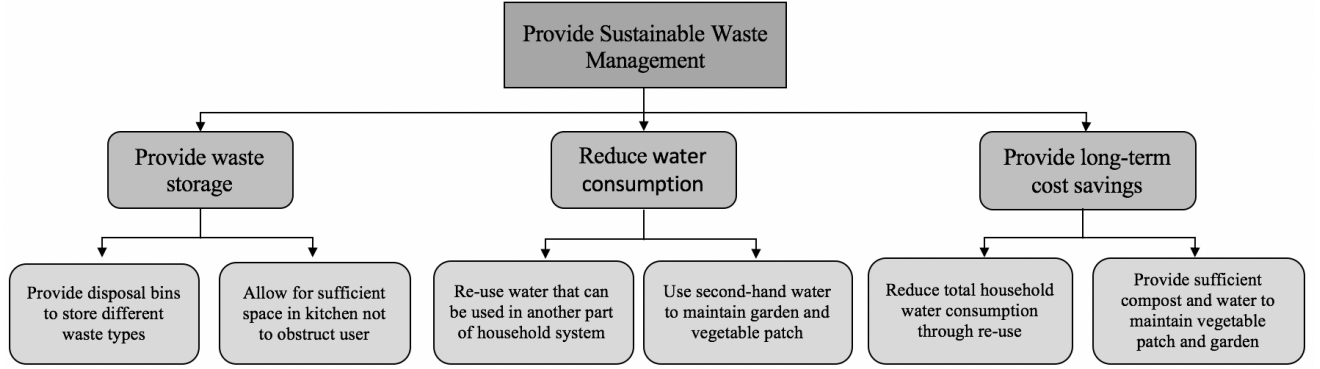 Provide Sustainable Waste
Management
Provide waste
storage
Reduce water
consumption
Provide long-term
cost savings
Provide disposal bins
to store different
waste types
Allow for sufficient
space in kitchen not
to obstruct user
Re-use water that can
be used in another part
of household system
Use second-hand water
to maintain garden and
vegetable patch
Reduce total household
water consumption
through re-use
Provide sufficient
compost and water to
maintain vegetable
patch and garden